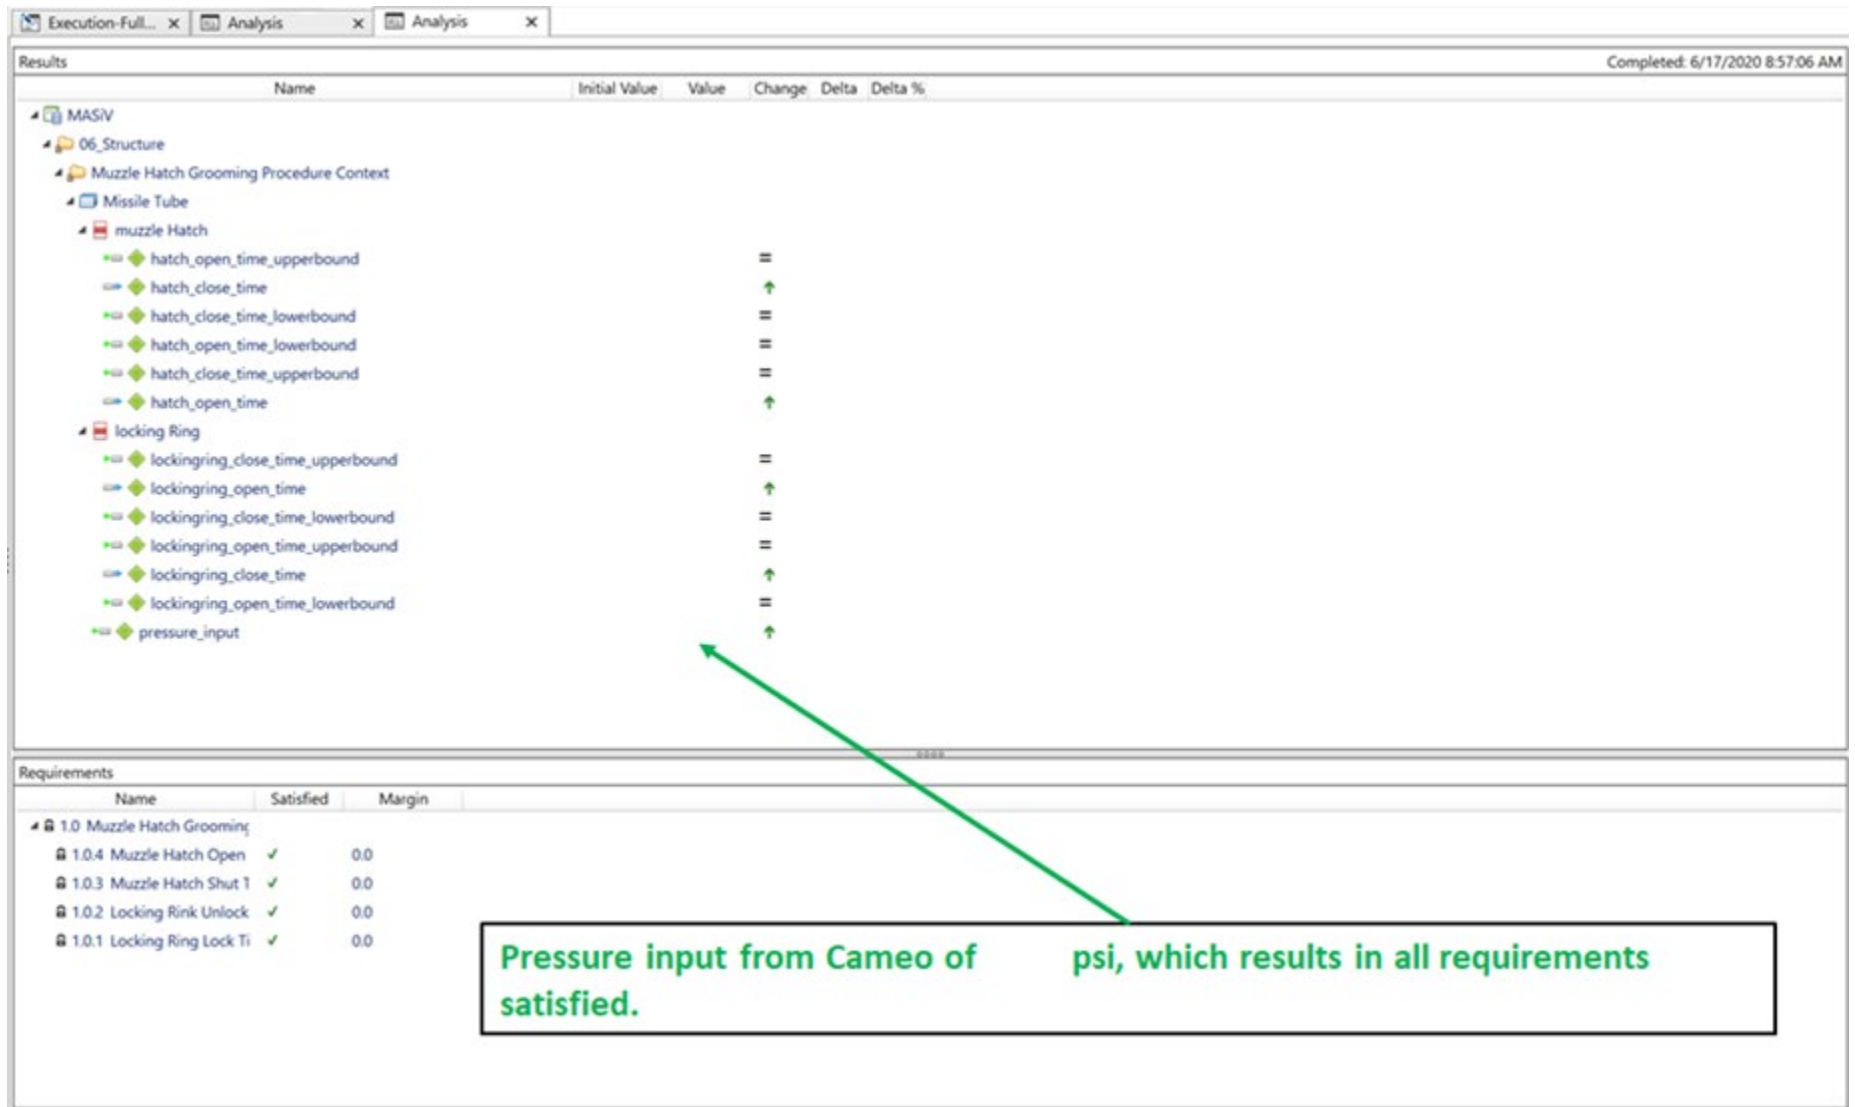 Execution-Full... x Analysis x Analysis x
Results Completed: 6/17/2020 8:57:06 AM
Name Initial Value Value Change Delta Delta %
MASiV
06_Structure
Muzzle Hatch Grooming Procedure Context
Missile Tube
muzzle Hatch
hatch_open_time_upperbound =
hatch_close_time ↑
hatch_close_time_lowerbound =
hatch_open_time_lowerbound =
hatch_close_time_upperbound =
hatch_open_time ↑
locking Ring
lockingring_close_time_upperbound =
lockingring_open_time ↑
lockingring_close_time_lowerbound =
lockingring_open_time_upperbound =
lockingring_close_time ↑
lockingring_open_time_lowerbound =
pressure_input ↑
Requirements
Name Satisfied Margin
1.0 Muzzle Hatch Grooming
1.0.4 Muzzle Hatch Open ✓ 0.0
1.0.3 Muzzle Hatch Shut T ✓ 0.0
1.0.2 Locking Rink Unlock ✓ 0.0
1.0.1 Locking Ring Lock Ti ✓ 0.0
Pressure input from Cameo of psi, which results in all requirements
satisfied.